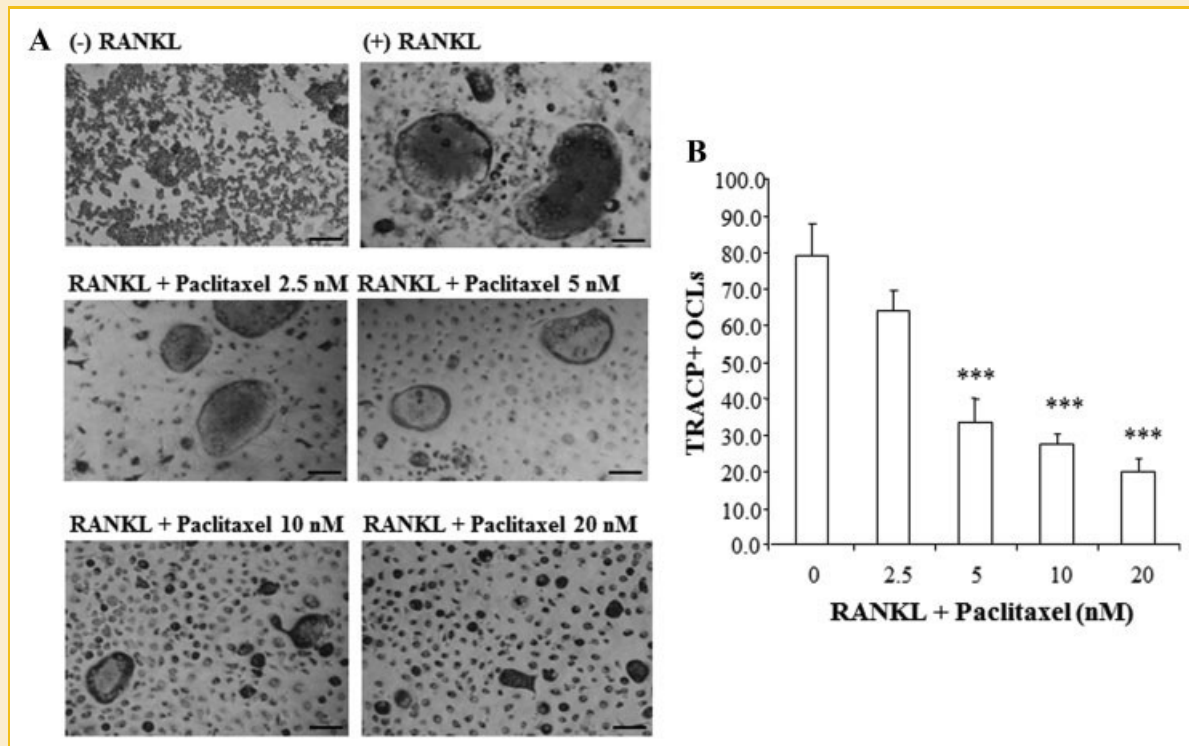 A (-) RANKL (+) RANKL
RANKL + Paclitaxel 2.5 nM RANKL + Paclitaxel 5 nM
RANKL + Paclitaxel 10 nM RANKL + Paclitaxel 20 nM
B
100.0
90.0
80.0
70.0
60.0
50.0
40.0
30.0
20.0
10.0
0.0
TRACP+ OCLs
***
***
***
0 2.5 5 10 20
RANKL + Paclitaxel (nM)